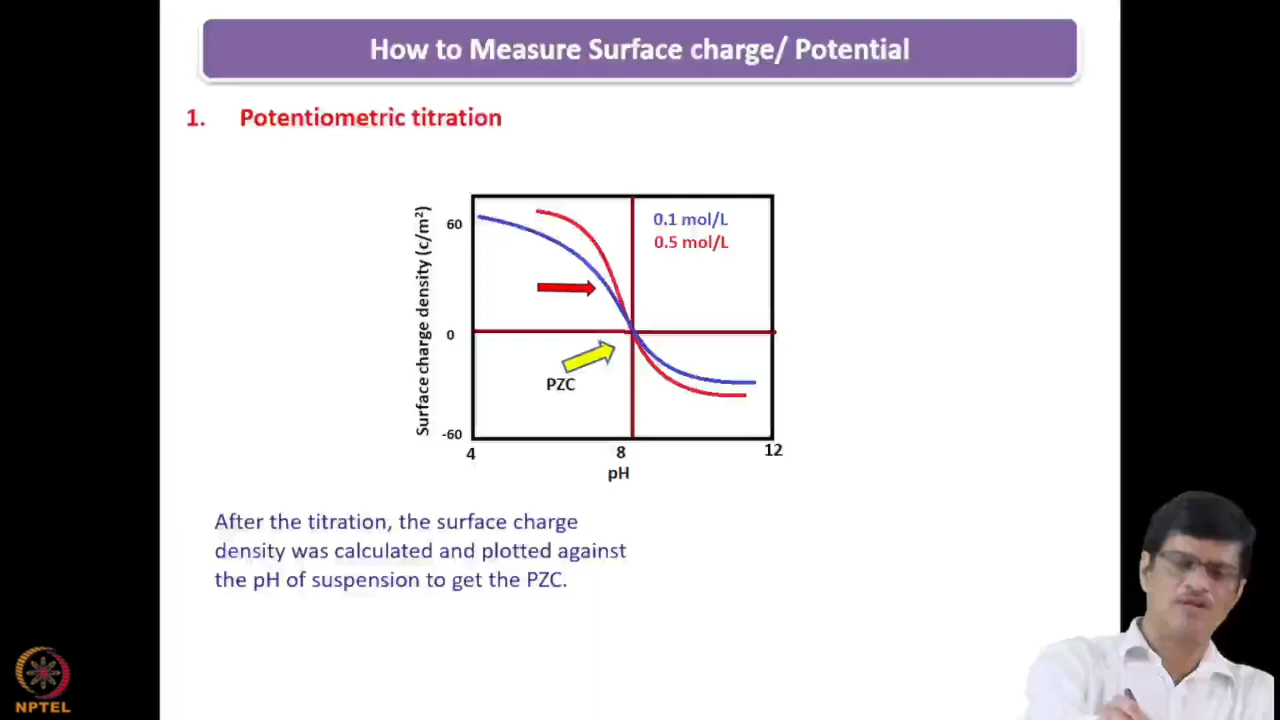 How to Measure Surface charge/ Potential
1. Potentiometric titration
Surface charge density (c/m²)
60
0
-60
0.1 mol/L
0.5 mol/L
PZC
4
8
12
pH
After the titration, the surface charge
density was calculated and plotted against
the pH of suspension to get the PZC.
NPTEL